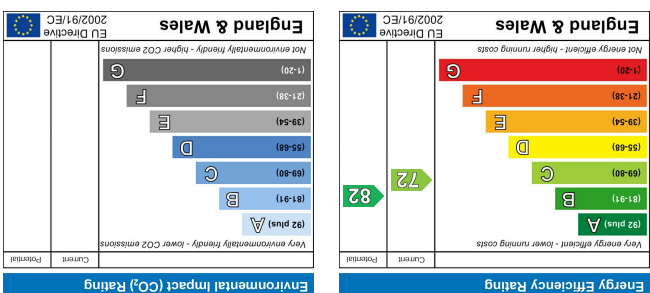 Energy Efficiency Rating
Current Potential
Very energy efficient - lower running costs
(92 plus) A
(81-91) B
(69-80) C
(55-68) D
(39-54) E
(21-38) F
(1-20) G
Not energy efficient - higher running costs
72
82
England & Wales
EU Directive
2002/91/EC
Environmental Impact (CO₂) Rating
Current Potential
Very environmentally friendly - lower CO2 emissions
(92 plus) A
(81-91) B
(69-80) C
(55-68) D
(39-54) E
(21-38) F
(1-20) G
Not environmentally friendly - higher CO2 emissions
England & Wales
EU Directive
2002/91/EC